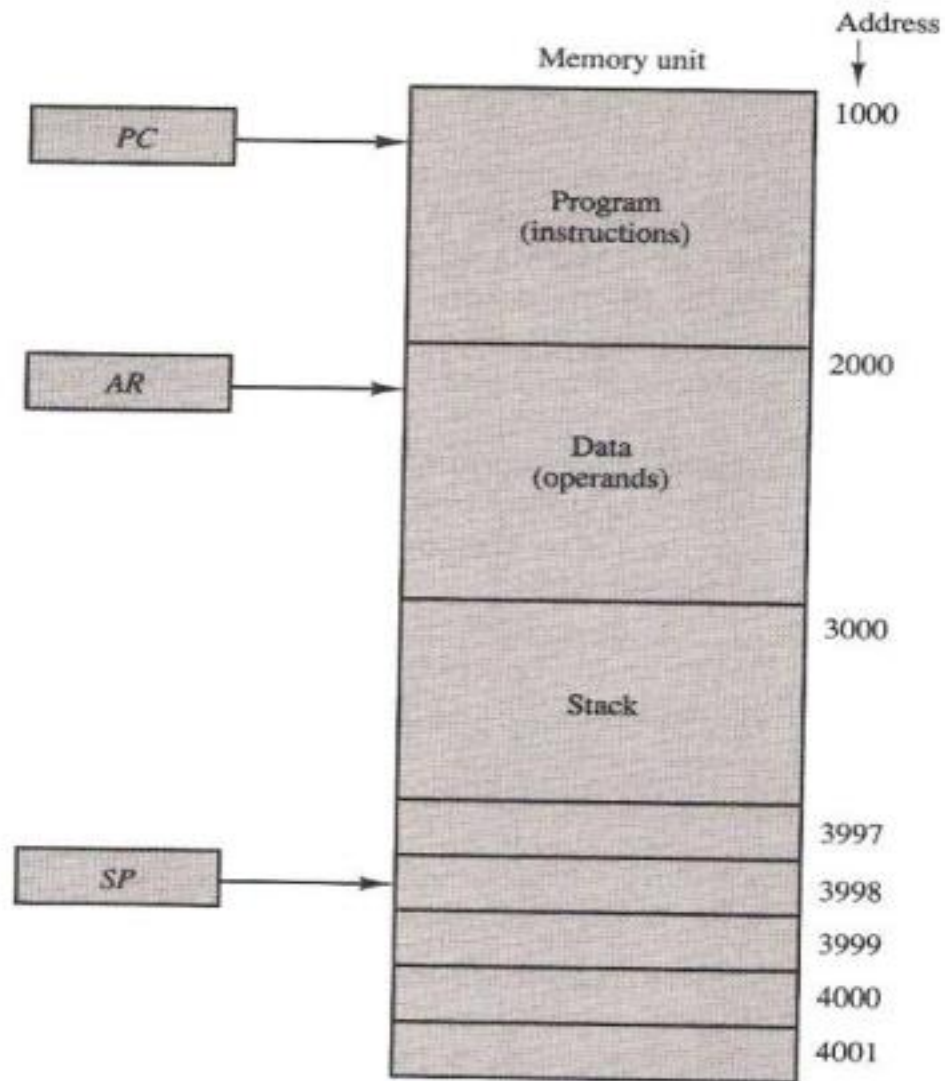 Address
Memory unit
1000
PC
Program
(instructions)
2000
AR
Data
(operands)
3000
Stack
3997
SP
3998
3999
4000
4001